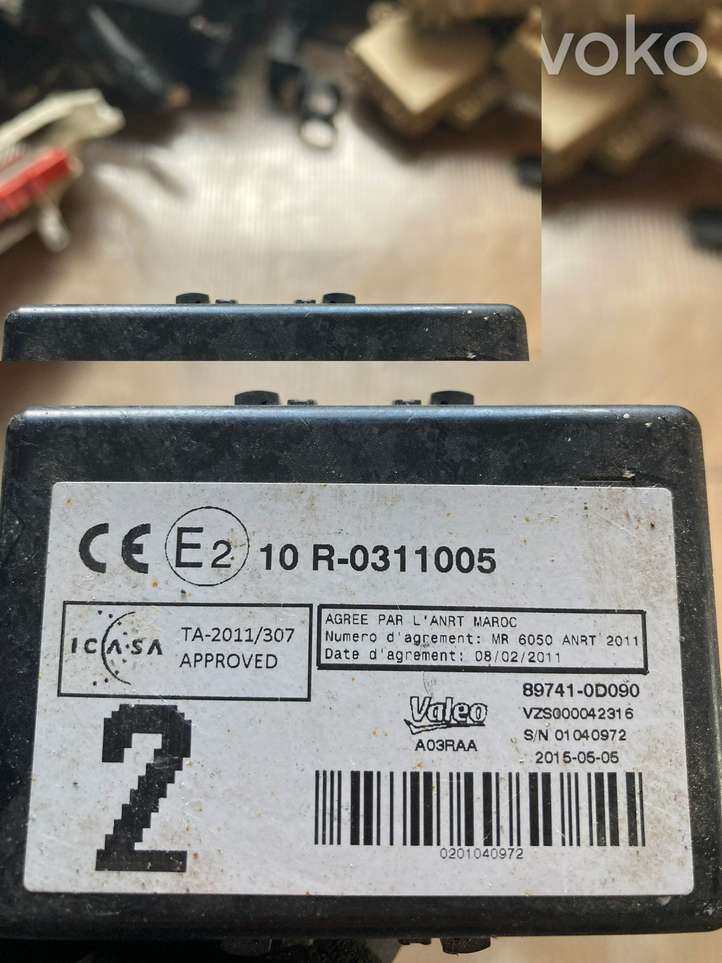 voko
CE E2 10 R-0311005
ICASA
TA-2011/307
APPROVED
AGREE PAR L'ANRT MAROC
Numero d'agrement: MR 6050 ANRT 2011
Date d'agrement: 08/02/2011
2
Valeo
A03RAA
89741-0D090
VZS000042316
S/N 01040972
2015-05-05
0201040972